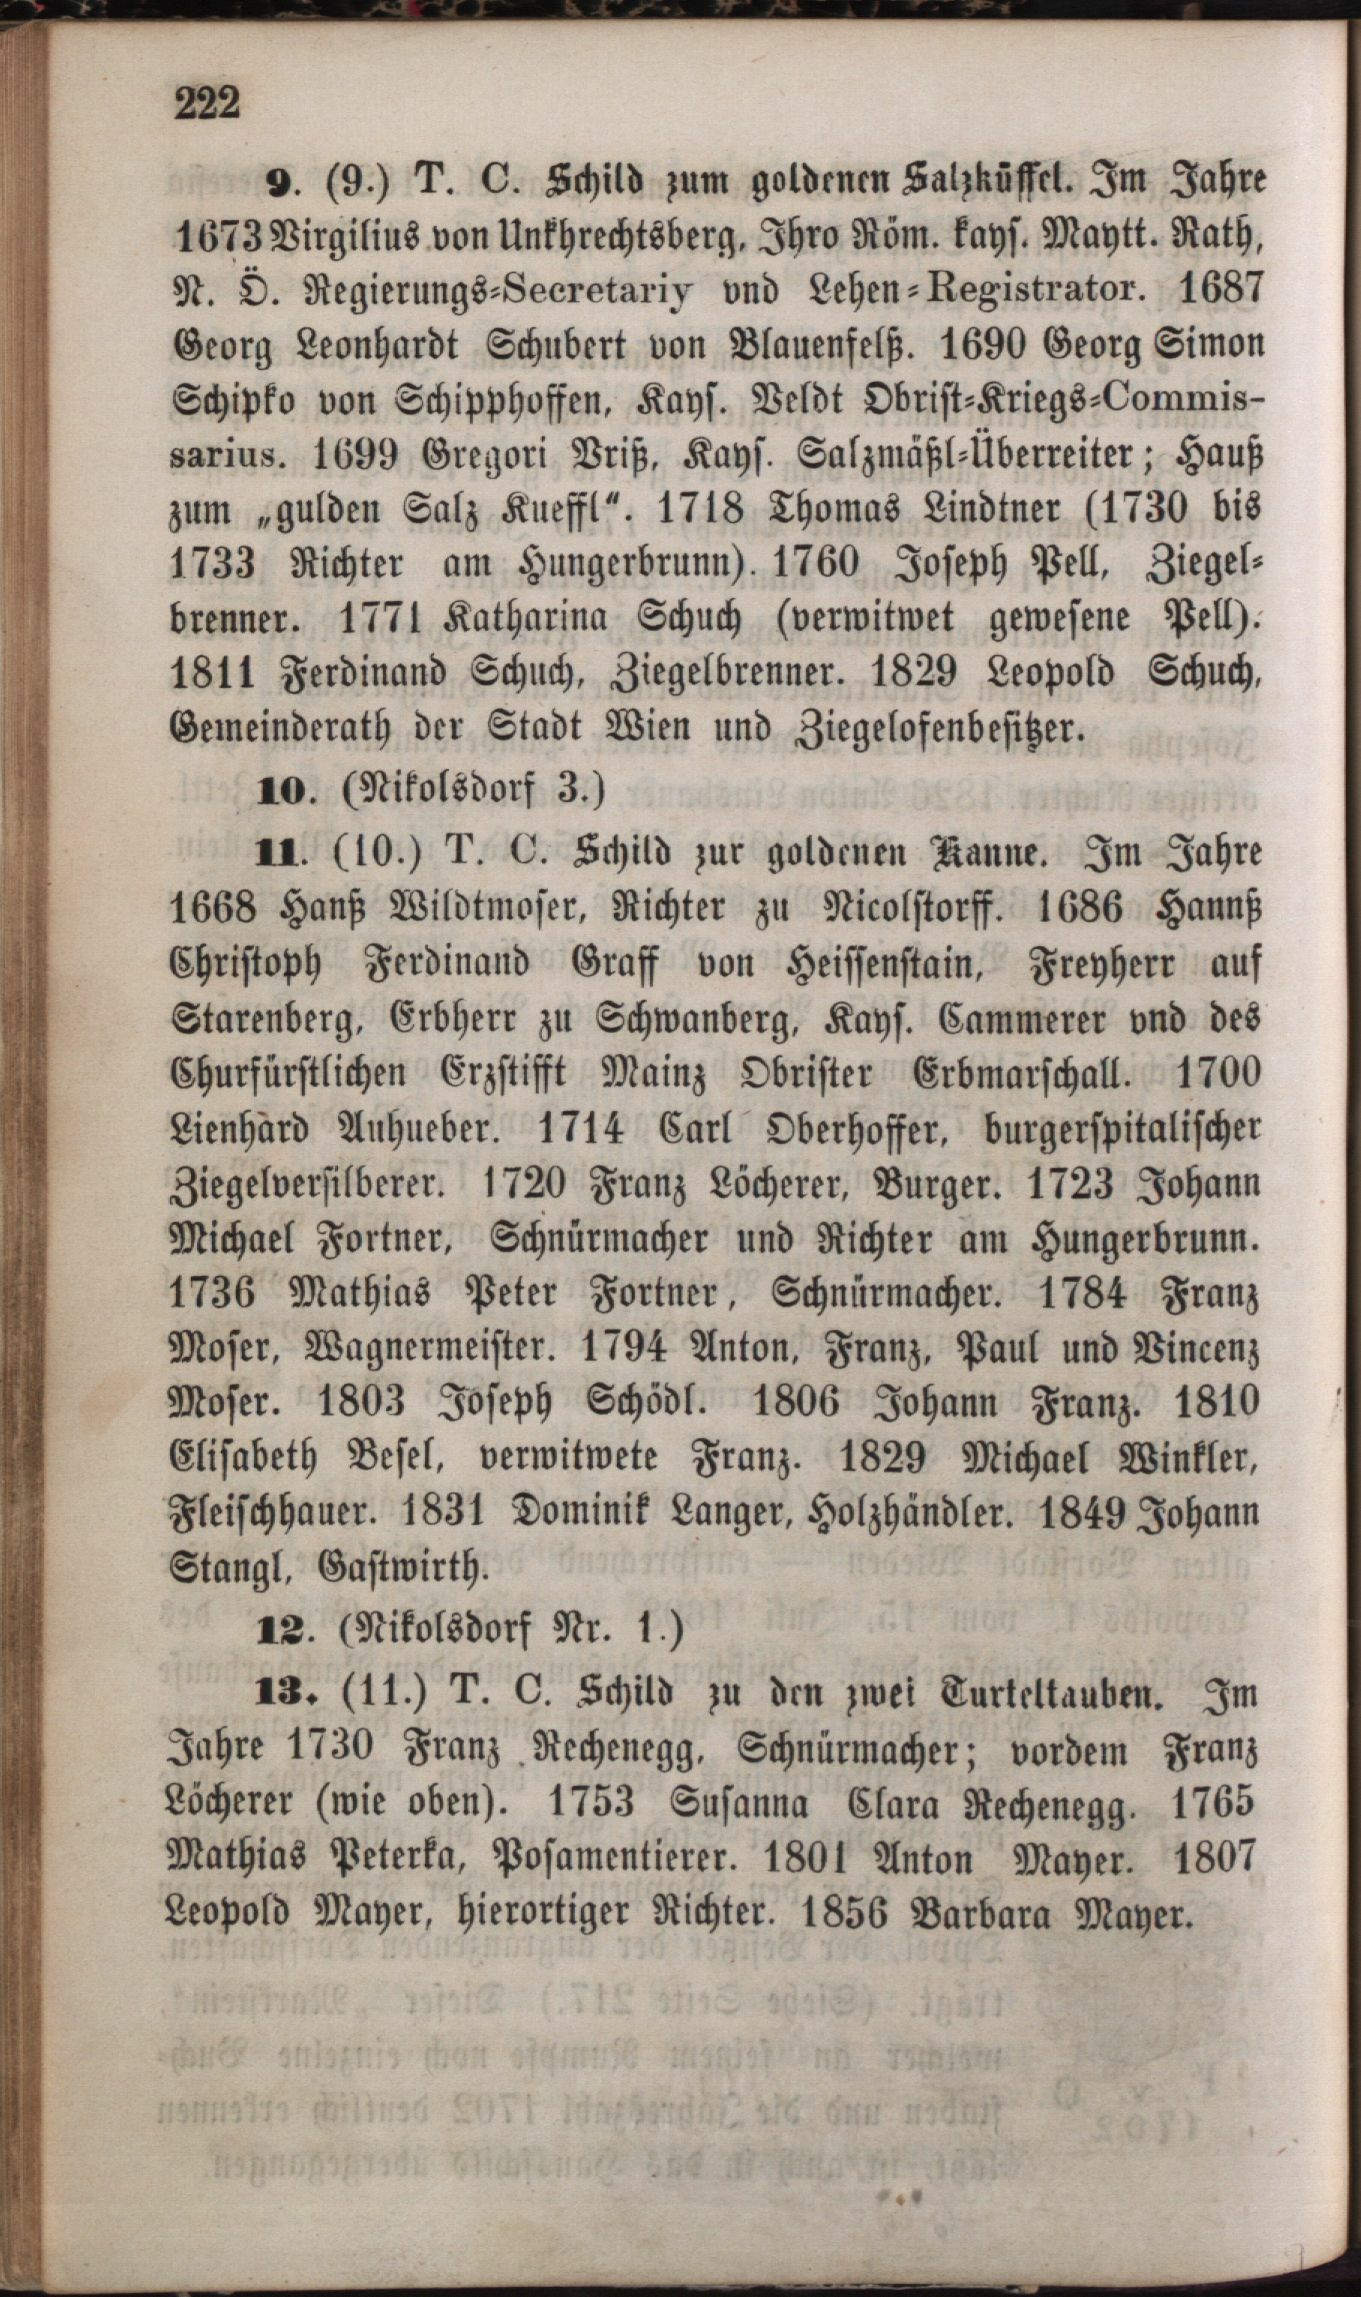 222
9. (9.) T. C. Schild zum goldenen Salzküffel. Im Jahre
1673 Virgilius von Unkhrechtsberg, Ihro Röm. kays. Maytt. Rath,
N. Ö. Regierungs-Secretariy vnd Lehen-Registrator. 1687
Georg Leonhardt Schubert von Blauenfelß. 1690 Georg Simon
Schipko von Schipphoffen, Kays. Veldt Obrist-Kriegs-Commis-
sarius. 1699 Gregori Vriß, Kays. Salzmäßl-Überreiter; Hauß
zum „gulden Salz Kueffl“. 1718 Thomas Lindtner (1730 bis
1733 Richter am Hungerbrunn). 1760 Joseph Pell, Ziegel-
brenner. 1771 Katharina Schuch (verwitwet gewesene Pell).
1811 Ferdinand Schuch, Ziegelbrenner. 1829 Leopold Schuch,
Gemeinderath der Stadt Wien und Ziegelofenbesitzer.
10. (Nikolsdorf 3.)
11. (10.) T. C. Schild zur goldenen Kanne. Im Jahre
1668 Hanß Wildtmoser, Richter zu Nicolstorff. 1686 Hannß
Christoph Ferdinand Graff von Heissenstain, Freyherr auf
Starenberg, Erbherr zu Schwanberg, Kays. Cammerer vnd des
Churfürstlichen Erzstifft Mainz Obrister Erbmarschall. 1700
Lienhard Auhueber. 1714 Carl Oberhoffer, burgerspitalischer
Ziegelversilberer. 1720 Franz Löcherer, Burger. 1723 Johann
Michael Fortner, Schnürmacher und Richter am Hungerbrunn.
1736 Mathias Peter Fortner, Schnürmacher. 1784 Franz
Moser, Wagnermeister. 1794 Anton, Franz, Paul und Vincenz
Moser. 1803 Joseph Schödl. 1806 Johann Franz. 1810
Elisabeth Besel, verwitwete Franz. 1829 Michael Winkler,
Fleischhauer. 1831 Dominik Langer, Holzhändler. 1849 Johann
Stangl, Gastwirth.
12. (Nikolsdorf Nr. 1.)
13. (11.) T. C. Schild zu den zwei Turteltauben. Im
Jahre 1730 Franz Rechenegg, Schnürmacher; vordem Franz
Löcherer (wie oben). 1753 Susanna Clara Rechenegg. 1765
Mathias Peterka, Posamentierer. 1801 Anton Mayer. 1807
Leopold Mayer, hierortiger Richter. 1856 Barbara Mayer.